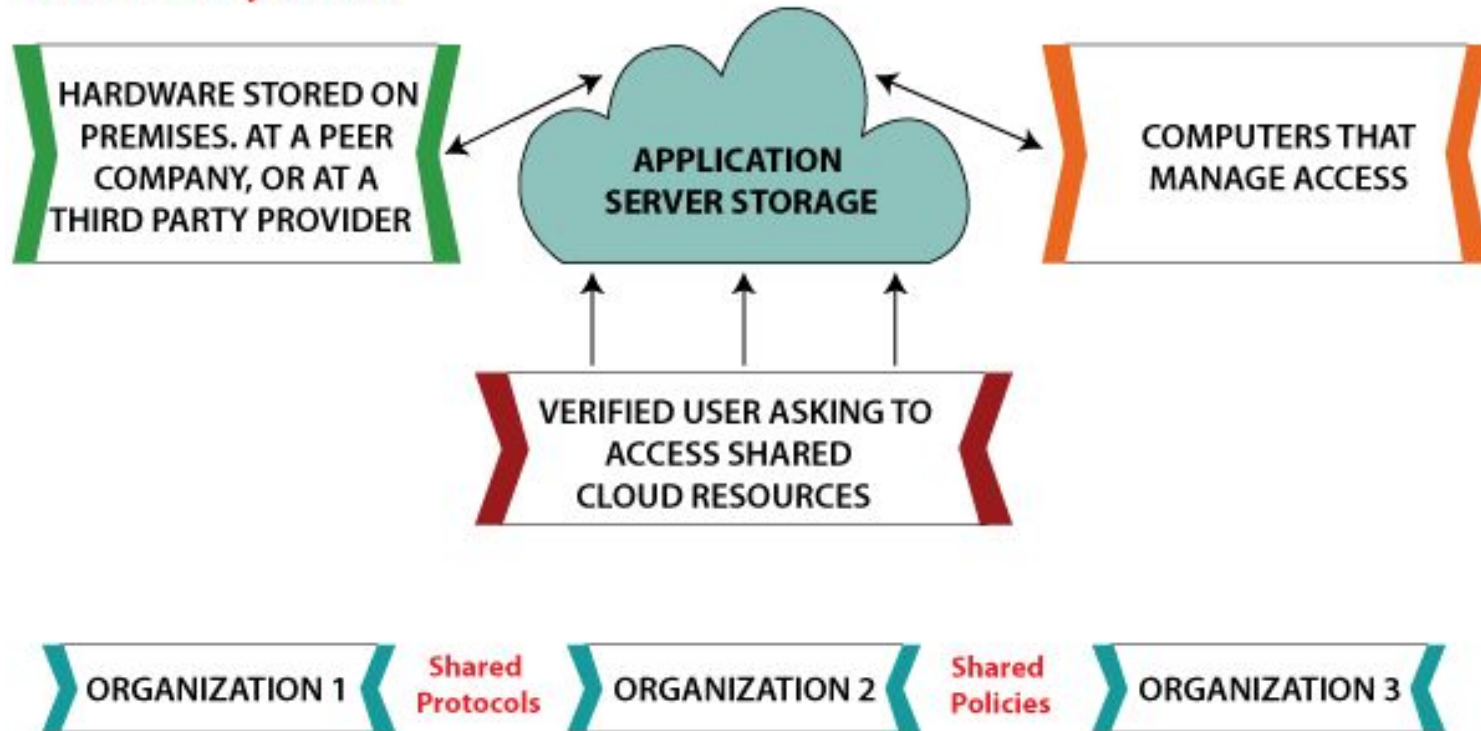 HARDWARE STORED ON
PREMISES. AT A PEER
COMPANY, OR AT A
THIRD PARTY PROVIDER
APPLICATION
SERVER STORAGE
COMPUTERS THAT
MANAGE ACCESS
VERIFIED USER ASKING TO
ACCESS SHARED
CLOUD RESOURCES
ORGANIZATION 1
Shared
Protocols
ORGANIZATION 2
Shared
Policies
ORGANIZATION 3